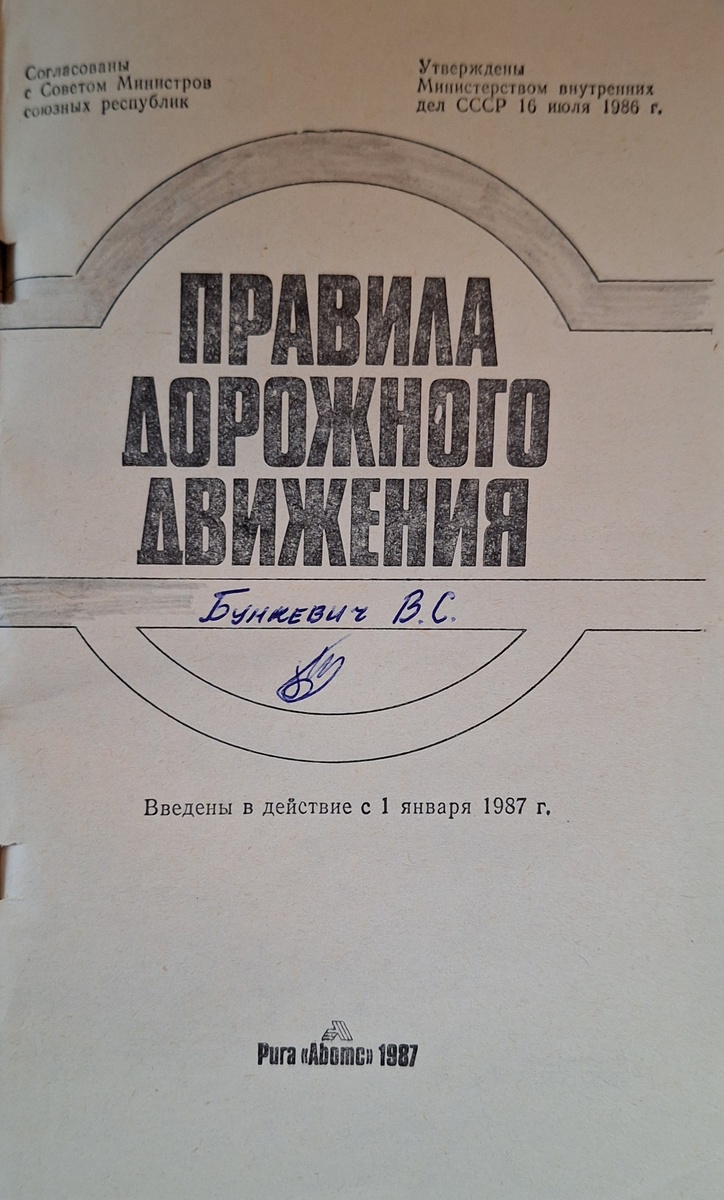 Согласованы
с Советом Министров
союзных республик
Утверждены
Министерством внутренних
дел СССР 16 июля 1986 г.
ПРАВИЛА
ДОРОЖНОГО
ДВИЖЕНИЯ
Бункевич В.С.
Введены в действие с 1 января 1987 г.
Рига «Авотс» 1987